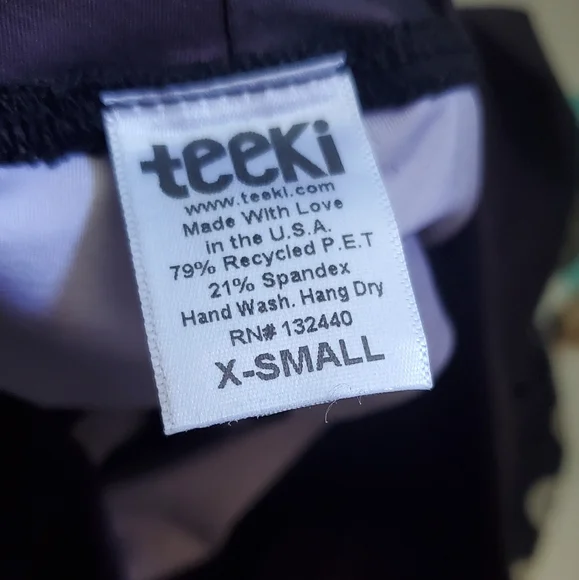 teeki
www.teeki.com
Made With Love
in the U.S.A.
79% Recycled P.E.T
21% Spandex
Hand Wash. Hang Dry
RN# 132440
X-SMALL